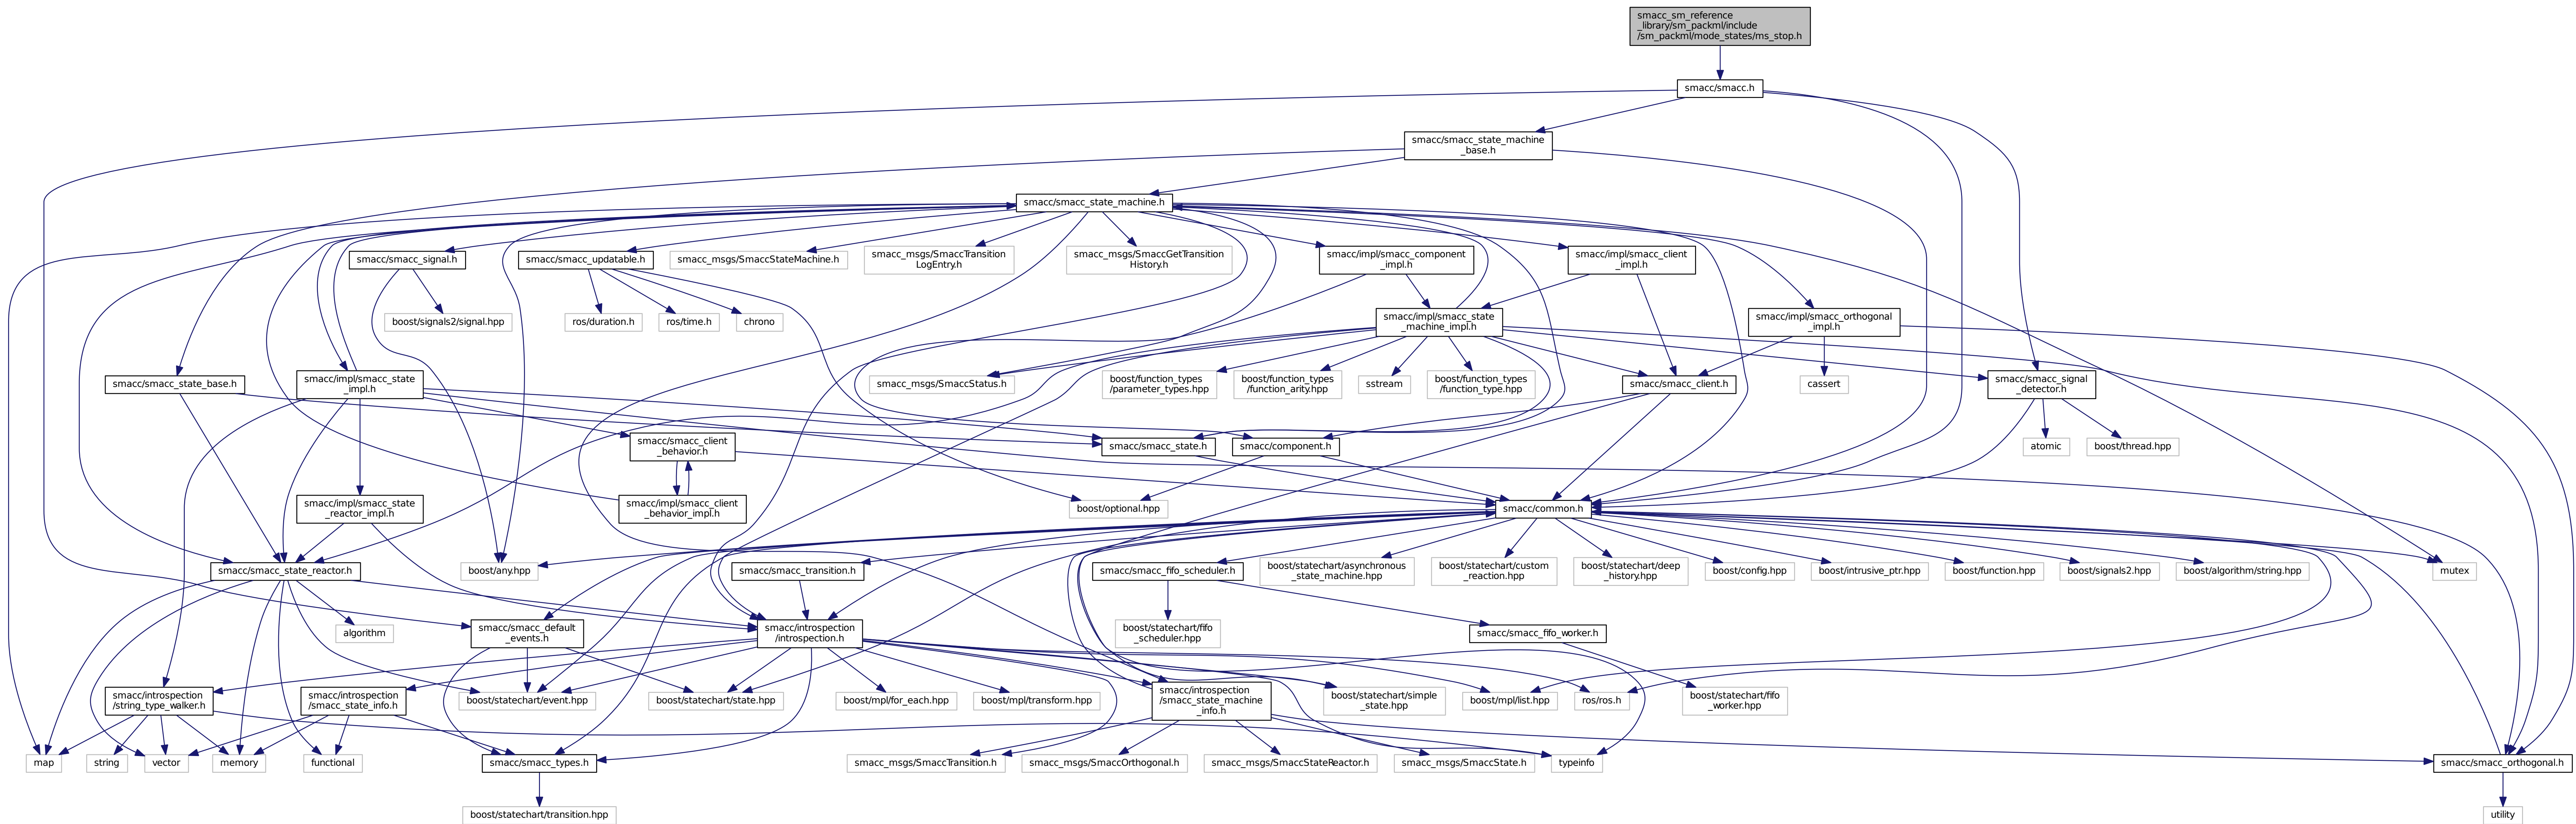 smacc_sm_reference
_library/sm_packml/include
/sm_packml/mode_states/ms_stop.h
smacc/smacc.h
smacc/smacc_state_machine
_base.h
smacc/smacc_state_machine.h
smacc/smacc_signal.h
smacc/smacc_updatable.h
smacc_msgs/SmaccStateMachine.h
smacc_msgs/SmaccTransition
LogEntry.h
smacc_msgs/SmaccGetTransition
History.h
smacc/impl/smacc_component
_impl.h
smacc/impl/smacc_client
_impl.h
boost/signals2/signal.hpp
ros/duration.h
ros/time.h
chrono
smacc/impl/smacc_state
_machine_impl.h
smacc/impl/smacc_orthogonal
_impl.h
smacc/smacc_state_base.h
smacc/impl/smacc_state
_impl.h
smacc_msgs/SmaccStatus.h
boost/function_types
/parameter_types.hpp
boost/function_types
/function_arity.hpp
sstream
boost/function_types
/function_type.hpp
smacc/smacc_client.h
cassert
smacc/smacc_signal
_detector.h
smacc/smacc_client
_behavior.h
smacc/smacc_state.h
smacc/component.h
atomic
boost/thread.hpp
smacc/impl/smacc_state
_reactor_impl.h
smacc/impl/smacc_client
_behavior_impl.h
boost/optional.hpp
smacc/common.h
smacc/smacc_state_reactor.h
boost/any.hpp
smacc/smacc_transition.h
smacc/smacc_fifo_scheduler.h
boost/statechart/asynchronous
_state_machine.hpp
boost/statechart/custom
_reaction.hpp
boost/statechart/deep
_history.hpp
boost/config.hpp
boost/intrusive_ptr.hpp
boost/function.hpp
boost/signals2.hpp
boost/algorithm/string.hpp
mutex
algorithm
smacc/smacc_default
_events.h
smacc/introspection
/introspection.h
boost/statechart/fifo
_scheduler.hpp
smacc/smacc_fifo_worker.h
smacc/introspection
/string_type_walker.h
smacc/introspection
/smacc_state_info.h
boost/statechart/event.hpp
boost/statechart/state.hpp
boost/mpl/for_each.hpp
boost/mpl/transform.hpp
smacc/introspection
/smacc_state_machine
_info.h
boost/statechart/simple
_state.hpp
boost/mpl/list.hpp
ros/ros.h
boost/statechart/fifo
_worker.hpp
map
string
vector
memory
functional
smacc/smacc_types.h
smacc_msgs/SmaccTransition.h
smacc_msgs/SmaccOrthogonal.h
smacc_msgs/SmaccStateReactor.h
smacc_msgs/SmaccState.h
typeinfo
smacc/smacc_orthogonal.h
boost/statechart/transition.hpp
utility